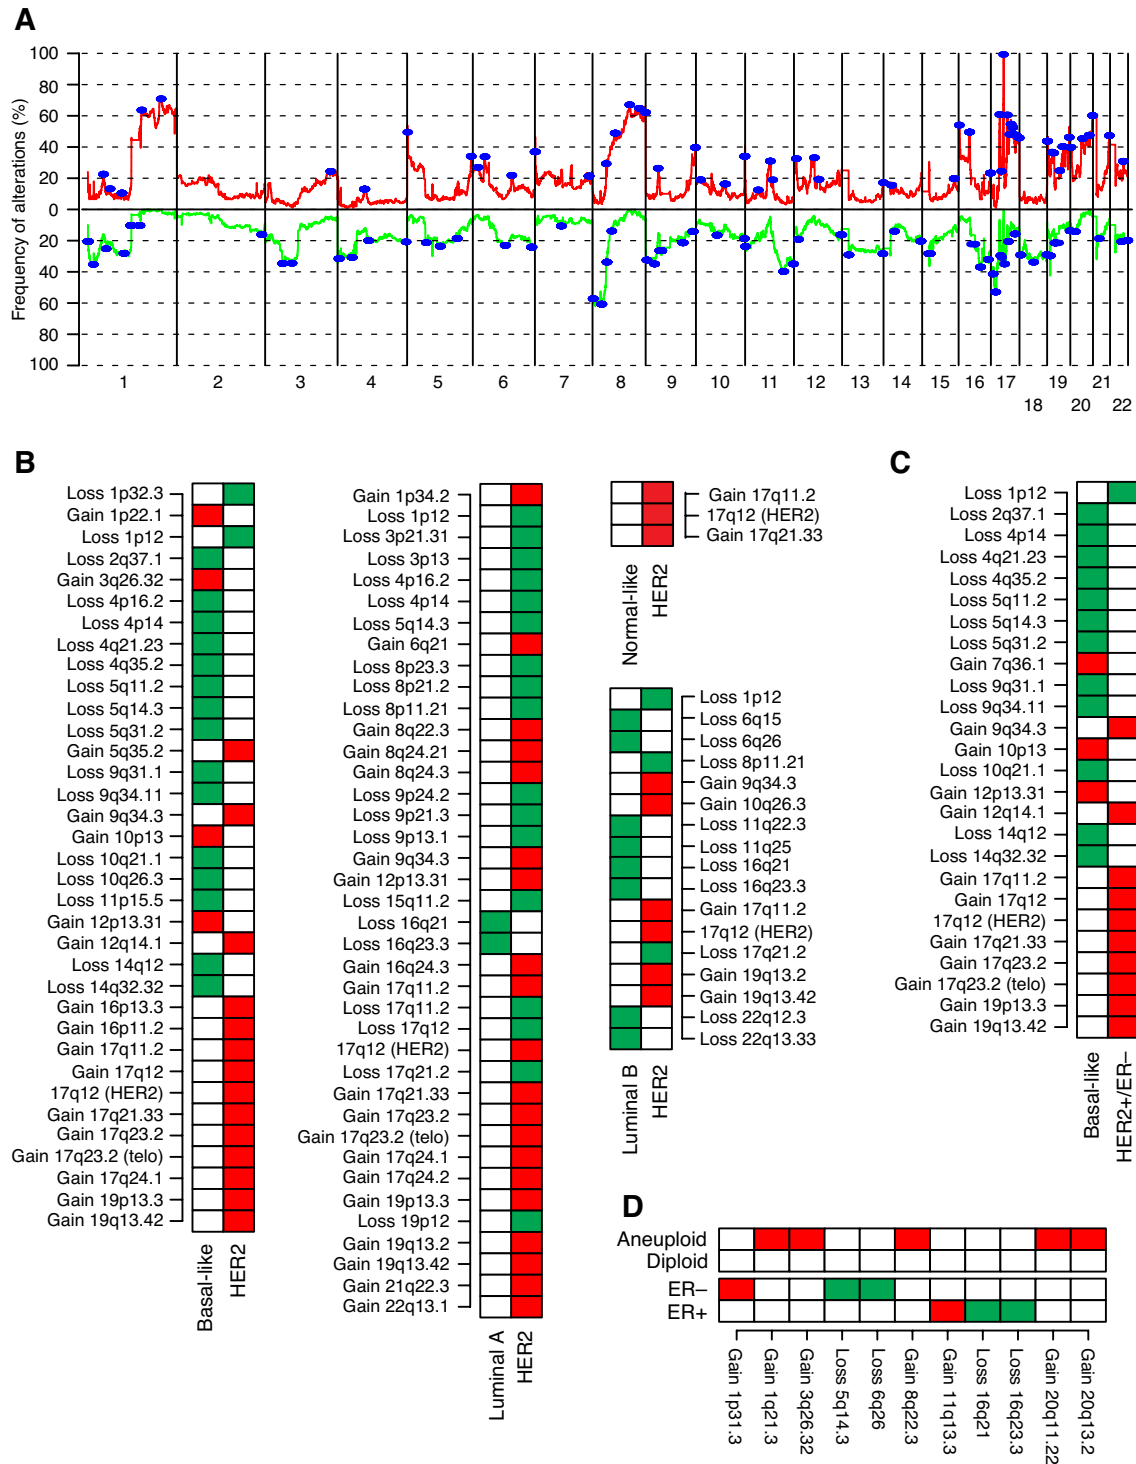 A
100
80
60
40
20
0
20
40
60
80
100
Frequency of alterations (%)
1 2 3 4 5 6 7 8 9 10 11 12 13 14 15 16 17 19 21
18 20 22
B
Loss 1p32.3
Gain 1p22.1
Loss 1p12
Loss 2q37.1
Gain 3q26.32
Loss 4p16.2
Loss 4p14
Loss 4q21.23
Loss 4q35.2
Loss 5q11.2
Loss 5q14.3
Loss 5q31.2
Gain 5q35.2
Loss 9q31.1
Loss 9q34.11
Gain 9q34.3
Gain 10p13
Loss 10q21.1
Loss 10q26.3
Loss 11p15.5
Gain 12p13.31
Gain 12q14.1
Loss 14q12
Loss 14q32.32
Gain 16p13.3
Gain 16p11.2
Gain 17q11.2
Gain 17q12
17q12 (HER2)
Gain 17q21.33
Gain 17q23.2
Gain 17q23.2 (telo)
Gain 17q24.1
Gain 19p13.3
Gain 19q13.42
Basal-like
HER2
Gain 1p34.2
Loss 1p12
Loss 3p21.31
Loss 3p13
Loss 4p16.2
Loss 4p14
Loss 5q14.3
Gain 6q21
Loss 8p23.3
Loss 8p21.2
Loss 8p11.21
Gain 8q22.3
Gain 8q24.21
Gain 8q24.3
Loss 9p24.2
Loss 9p21.3
Loss 9p13.1
Gain 9q34.3
Gain 12p13.31
Loss 15q11.2
Loss 16q21
Loss 16q23.3
Gain 16q24.3
Gain 17q11.2
Loss 17q11.2
Loss 17q12
17q12 (HER2)
Loss 17q21.2
Gain 17q21.33
Gain 17q23.2
Gain 17q23.2 (telo)
Gain 17q24.1
Gain 17q24.2
Gain 19p13.3
Loss 19p12
Gain 19q13.2
Gain 19q13.42
Gain 21q22.3
Gain 22q13.1
Luminal A
HER2
Gain 17q11.2
17q12 (HER2)
Gain 17q21.33
Normal-like
HER2
Loss 1p12
Loss 6q15
Loss 6q26
Loss 8p11.21
Gain 9q34.3
Gain 10q26.3
Loss 11q22.3
Loss 11q25
Loss 16q21
Loss 16q23.3
Gain 17q11.2
17q12 (HER2)
Loss 17q21.2
Gain 19q13.2
Gain 19q13.42
Loss 22q12.3
Loss 22q13.33
Luminal B
HER2
C
Loss 1p12
Loss 2q37.1
Loss 4p14
Loss 4q21.23
Loss 4q35.2
Loss 5q11.2
Loss 5q14.3
Loss 5q31.2
Gain 7q36.1
Loss 9q31.1
Loss 9q34.11
Gain 9q34.3
Gain 10p13
Loss 10q21.1
Gain 12p13.31
Gain 12q14.1
Loss 14q12
Loss 14q32.32
Gain 17q11.2
Gain 17q12
17q12 (HER2)
Gain 17q21.33
Gain 17q23.2
Gain 17q23.2 (telo)
Gain 19p13.3
Gain 19q13.42
Basal-like
HER2+/ER–
D
Aneuploid
Diploid
ER–
ER+
Gain 1p31.3
Gain 1q21.3
Gain 3q26.32
Loss 5q14.3
Loss 6q26
Gain 8q22.3
Gain 11q13.3
Loss 16q21
Loss 16q23.3
Gain 20q11.22
Gain 20q13.2